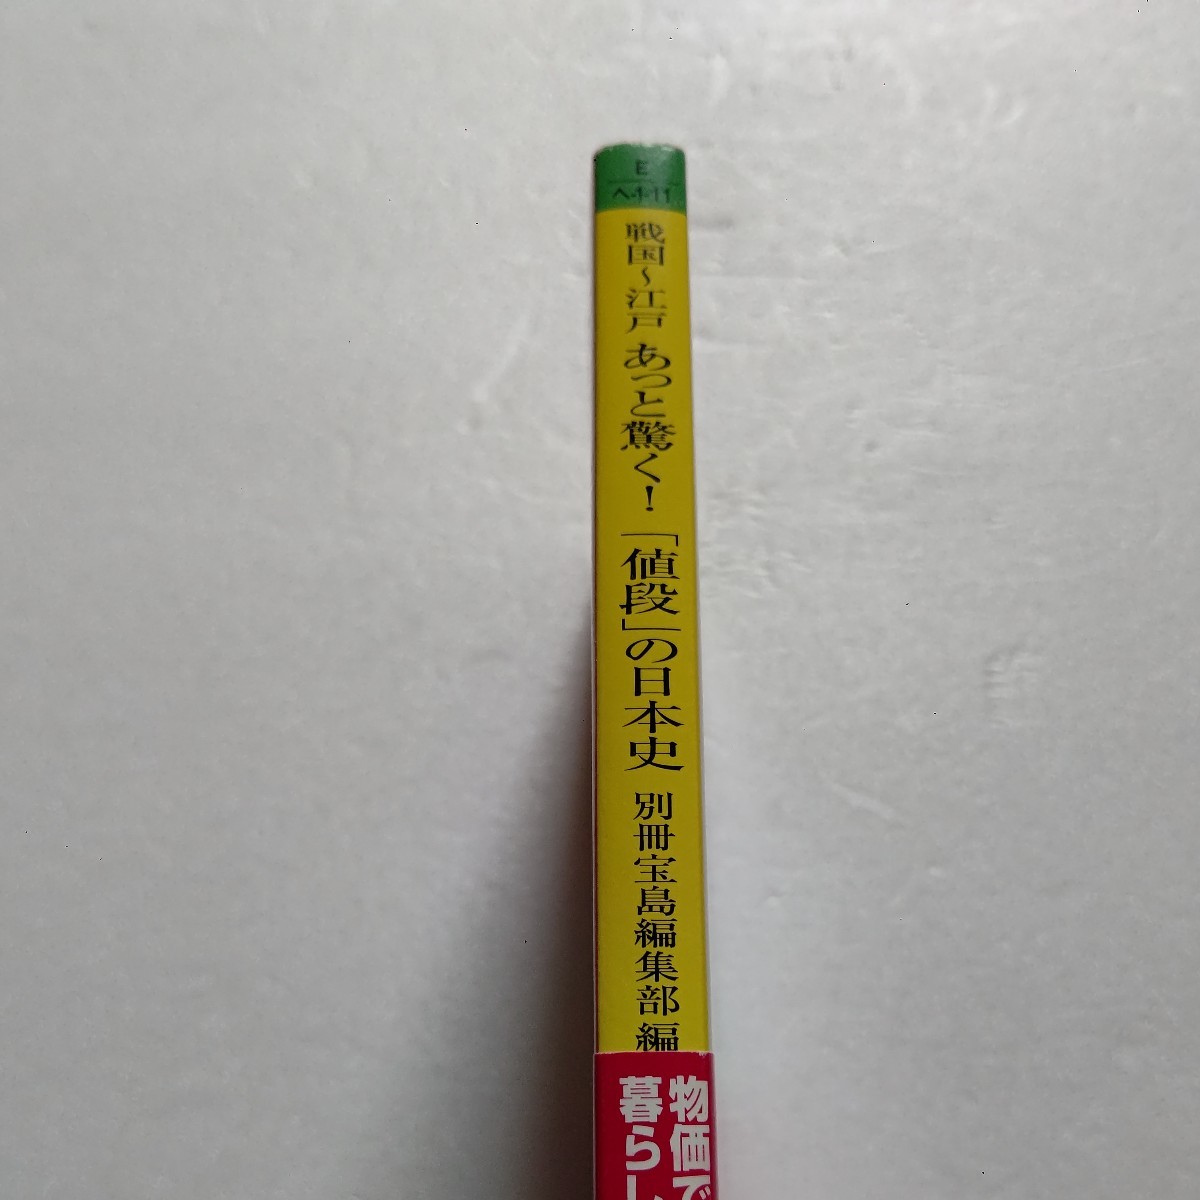 E
へ-1-11
戦国～江戸 あっと驚く！「値段」の日本史
別冊宝島編集部 編
物価で
暮らし